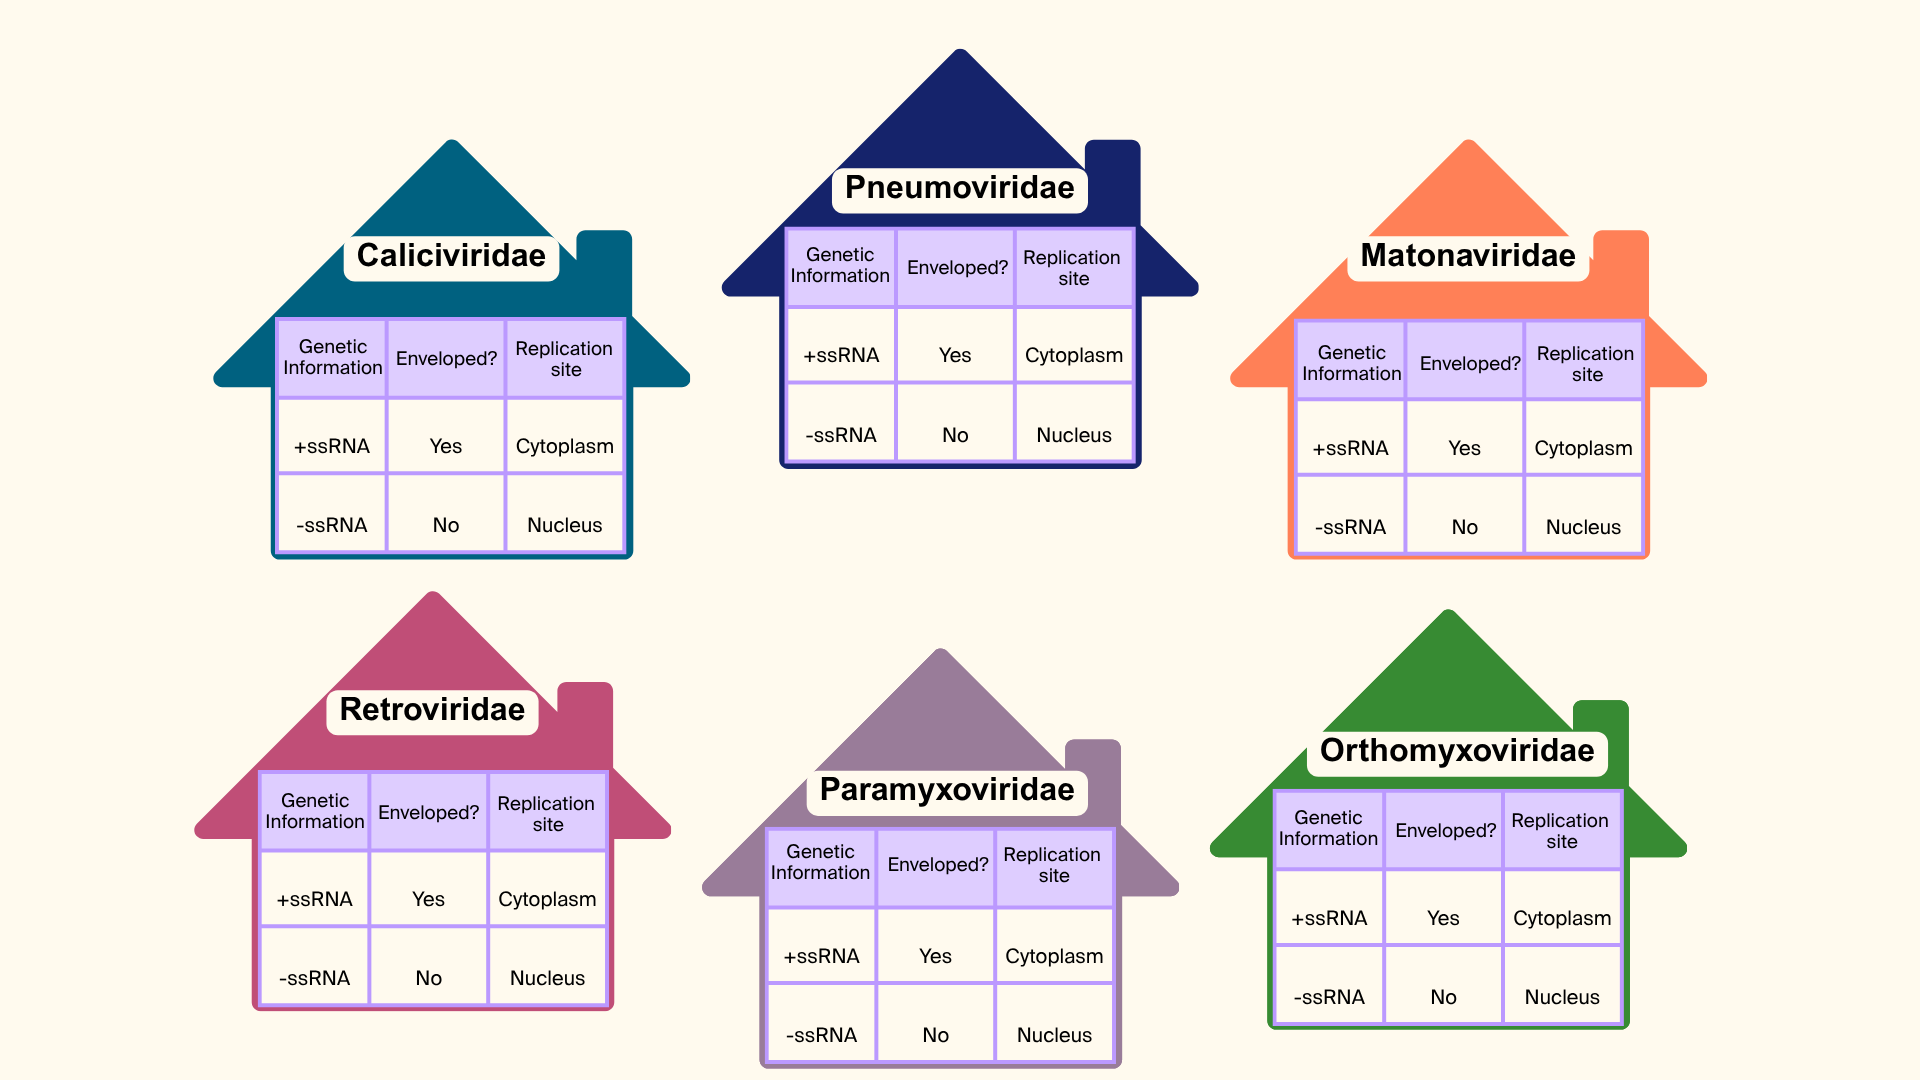 Pneumoviridae
Genetic
Information
Enveloped?
Replication
site
+ssRNA
Yes
Cytoplasm
-ssRNA
No
Nucleus
Caliciviridae
Genetic
Information
Enveloped?
Replication
site
+ssRNA
Yes
Cytoplasm
-ssRNA
No
Nucleus
Matonaviridae
Genetic
Information
Enveloped?
Replication
site
+ssRNA
Yes
Cytoplasm
-ssRNA
No
Nucleus
Retroviridae
Genetic
Information
Enveloped?
Replication
site
+ssRNA
Yes
Cytoplasm
-ssRNA
No
Nucleus
Paramyxoviridae
Genetic
Information
Enveloped?
Replication
site
+ssRNA
Yes
Cytoplasm
-ssRNA
No
Nucleus
Orthomyxoviridae
Genetic
Information
Enveloped?
Replication
site
+ssRNA
Yes
Cytoplasm
-ssRNA
No
Nucleus